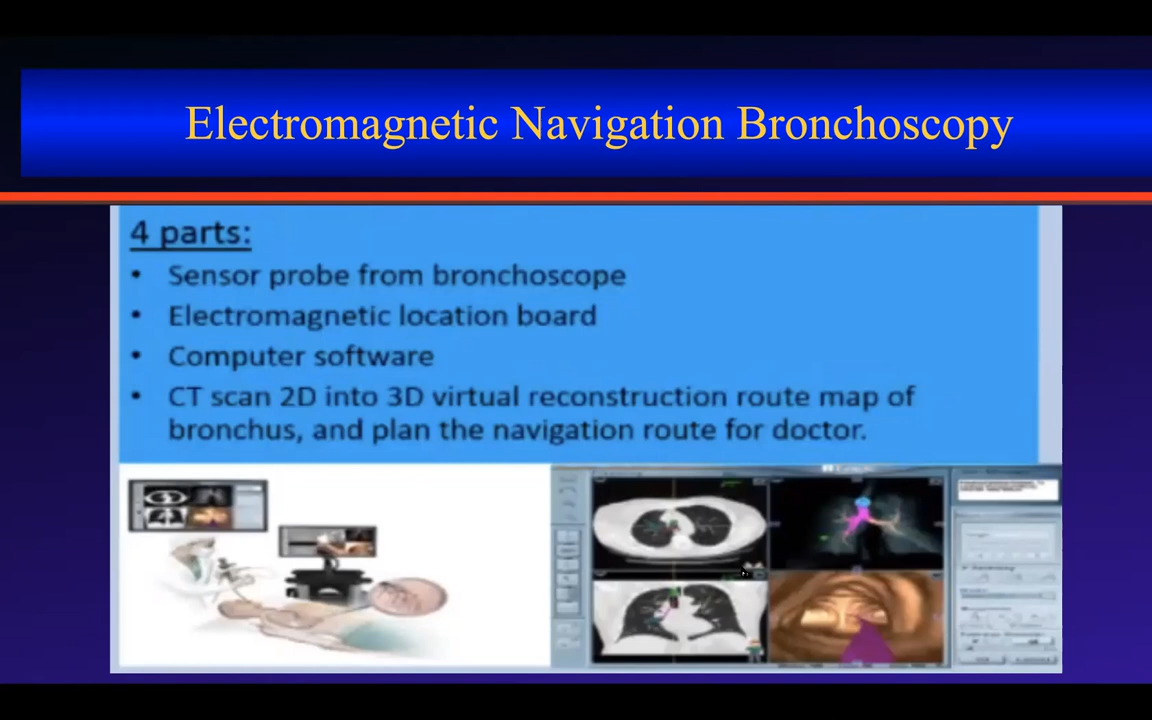 Electromagnetic Navigation Bronchoscopy
4 parts:
• Sensor probe from bronchoscope
• Electromagnetic location board
• Computer software
• CT scan 2D into 3D virtual reconstruction route map of
bronchus, and plan the navigation route for doctor.